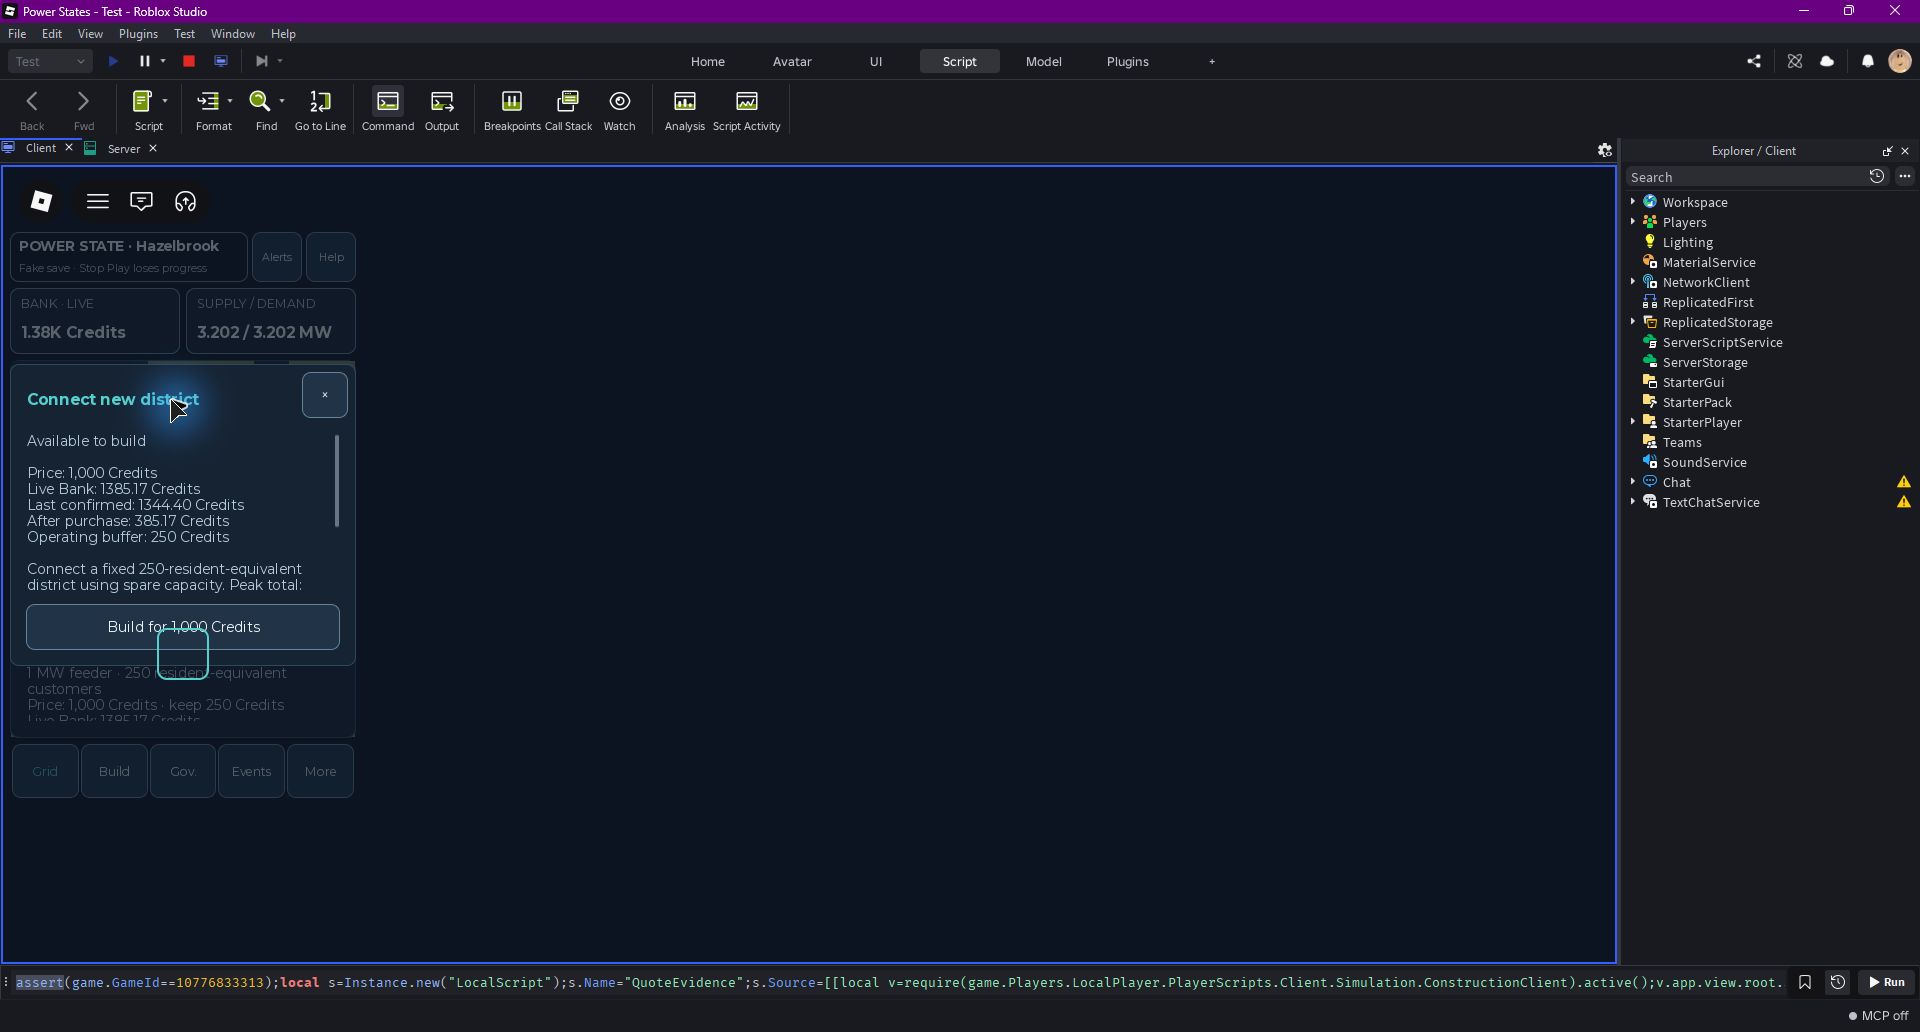 Power States - Test - Roblox Studio
File Edit View Plugins Test Window Help
Test
Home Avatar UI Script Model Plugins +
Back Fwd Script Format Find Go to Line Command Output Breakpoints Call Stack Watch Analysis Script Activity
Client × Server ×
POWER STATE · Hazelbrook
Fake save · Stop Play loses progress
Alerts
Help
BANK · LIVE
1.38K Credits
SUPPLY / DEMAND
3.202 / 3.202 MW
Connect new district
×
Available to build
Price: 1,000 Credits
Live Bank: 1385.17 Credits
Last confirmed: 1344.40 Credits
After purchase: 385.17 Credits
Operating buffer: 250 Credits
Connect a fixed 250-resident-equivalent
district using spare capacity. Peak total:
Build for 1,000 Credits
1 MW feeder · 250 resident-equivalent
customers
Price: 1,000 Credits · keep 250 Credits
Live Bank: 1385.17 Credits
Grid Build Gov. Events More
Explorer / Client
Search
Workspace
Players
Lighting
MaterialService
NetworkClient
ReplicatedFirst
ReplicatedStorage
ServerScriptService
ServerStorage
StarterGui
StarterPack
StarterPlayer
Teams
SoundService
Chat
TextChatService
assert(game.GameId==10776833313);local s=Instance.new("LocalScript");s.Name="QuoteEvidence";s.Source=[[local v=require(game.Players.LocalPlayer.PlayerScripts.Client.Simulation.ConstructionClient).active();v.app.view.root.
Run
MCP off